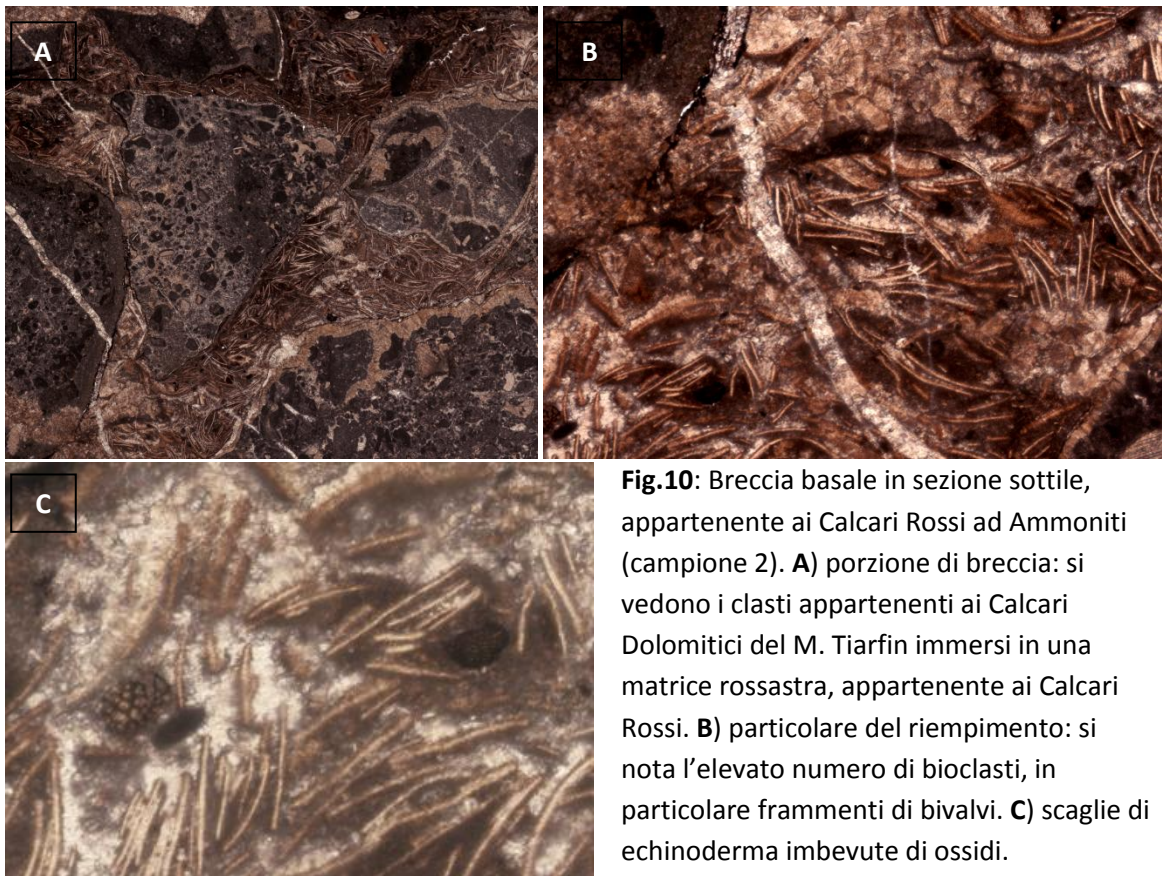 A
B
C
Fig.10: Breccia basale in sezione sottile,
appartenente ai Calcari Rossi ad Ammoniti
(campione 2). A) porzione di breccia: si
vedono i clasti appartenenti ai Calcari
Dolomitici del M. Tiarfin immersi in una
matrice rossastra, appartenente ai Calcari
Rossi. B) particolare del riempimento: si
nota l’elevato numero di bioclasti, in
particolare frammenti di bivalvi. C) scaglie di
echinoderma imbevute di ossidi.